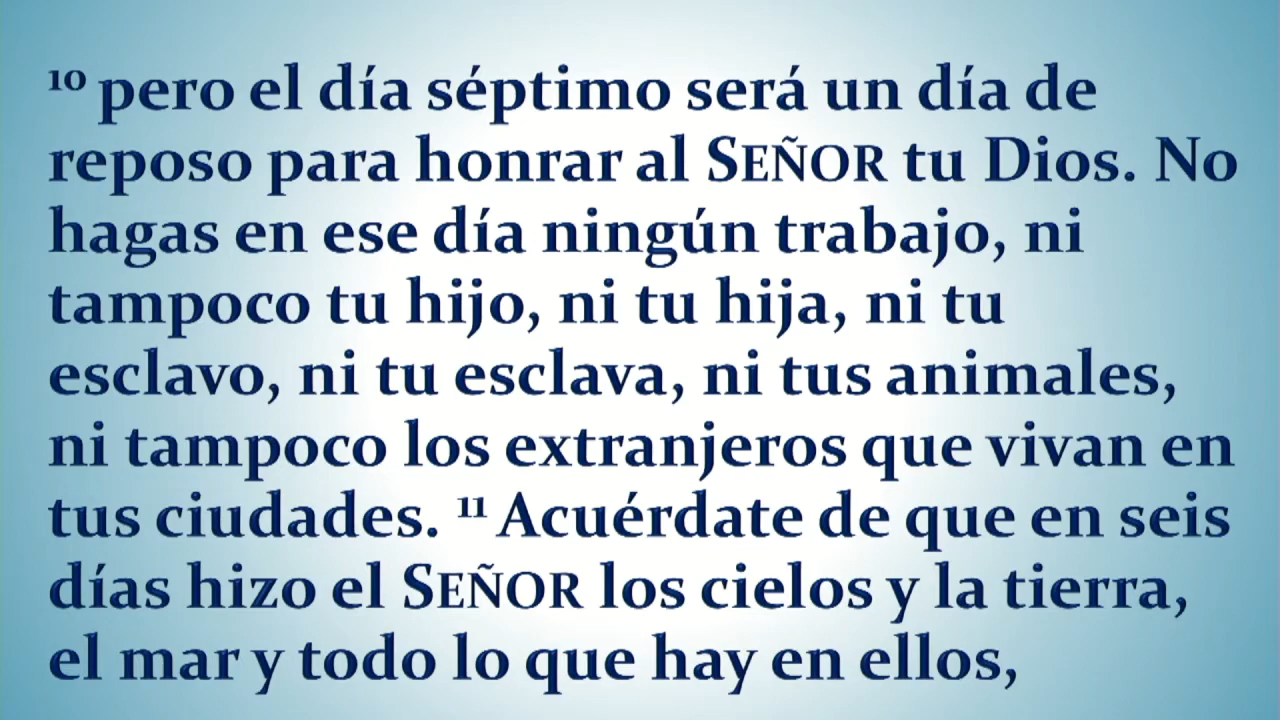 ¹⁰ pero el día séptimo será un día de
reposo para honrar al SEÑOR tu Dios. No
hagas en ese día ningún trabajo, ni
tampoco tu hijo, ni tu hija, ni tu
esclavo, ni tu esclava, ni tus animales,
ni tampoco los extranjeros que vivan en
tus ciudades. ¹¹ Acuérdate de que en seis
días hizo el SEÑOR los cielos y la tierra,
el mar y todo lo que hay en ellos,